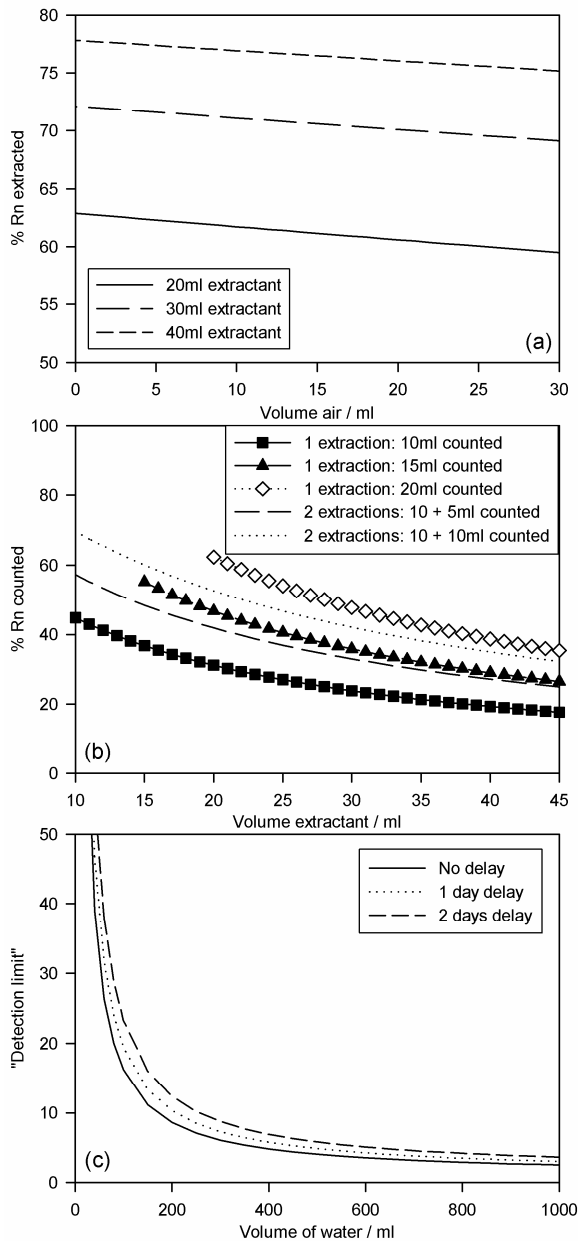 80
75
70
65
60
55
50
% Rn extracted
20ml extractant
30ml extractant
40ml extractant
(a)
0 5 10 15 20 25 30
Volume air / ml
100
80
60
40
20
0
% Rn counted
1 extraction: 10ml counted
1 extraction: 15ml counted
1 extraction: 20ml counted
2 extractions: 10 + 5ml counted
2 extractions: 10 + 10ml counted
(b)
10 15 20 25 30 35 40 45
Volume extractant / ml
50
40
30
20
10
0
"Detection limit"
No delay
1 day delay
2 days delay
(c)
0 200 400 600 800 1000
Volume of water / ml